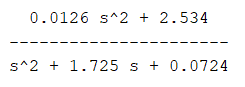 0.0126 s^2 + 2.534
----------------------
s^2 + 1.725 s + 0.0724